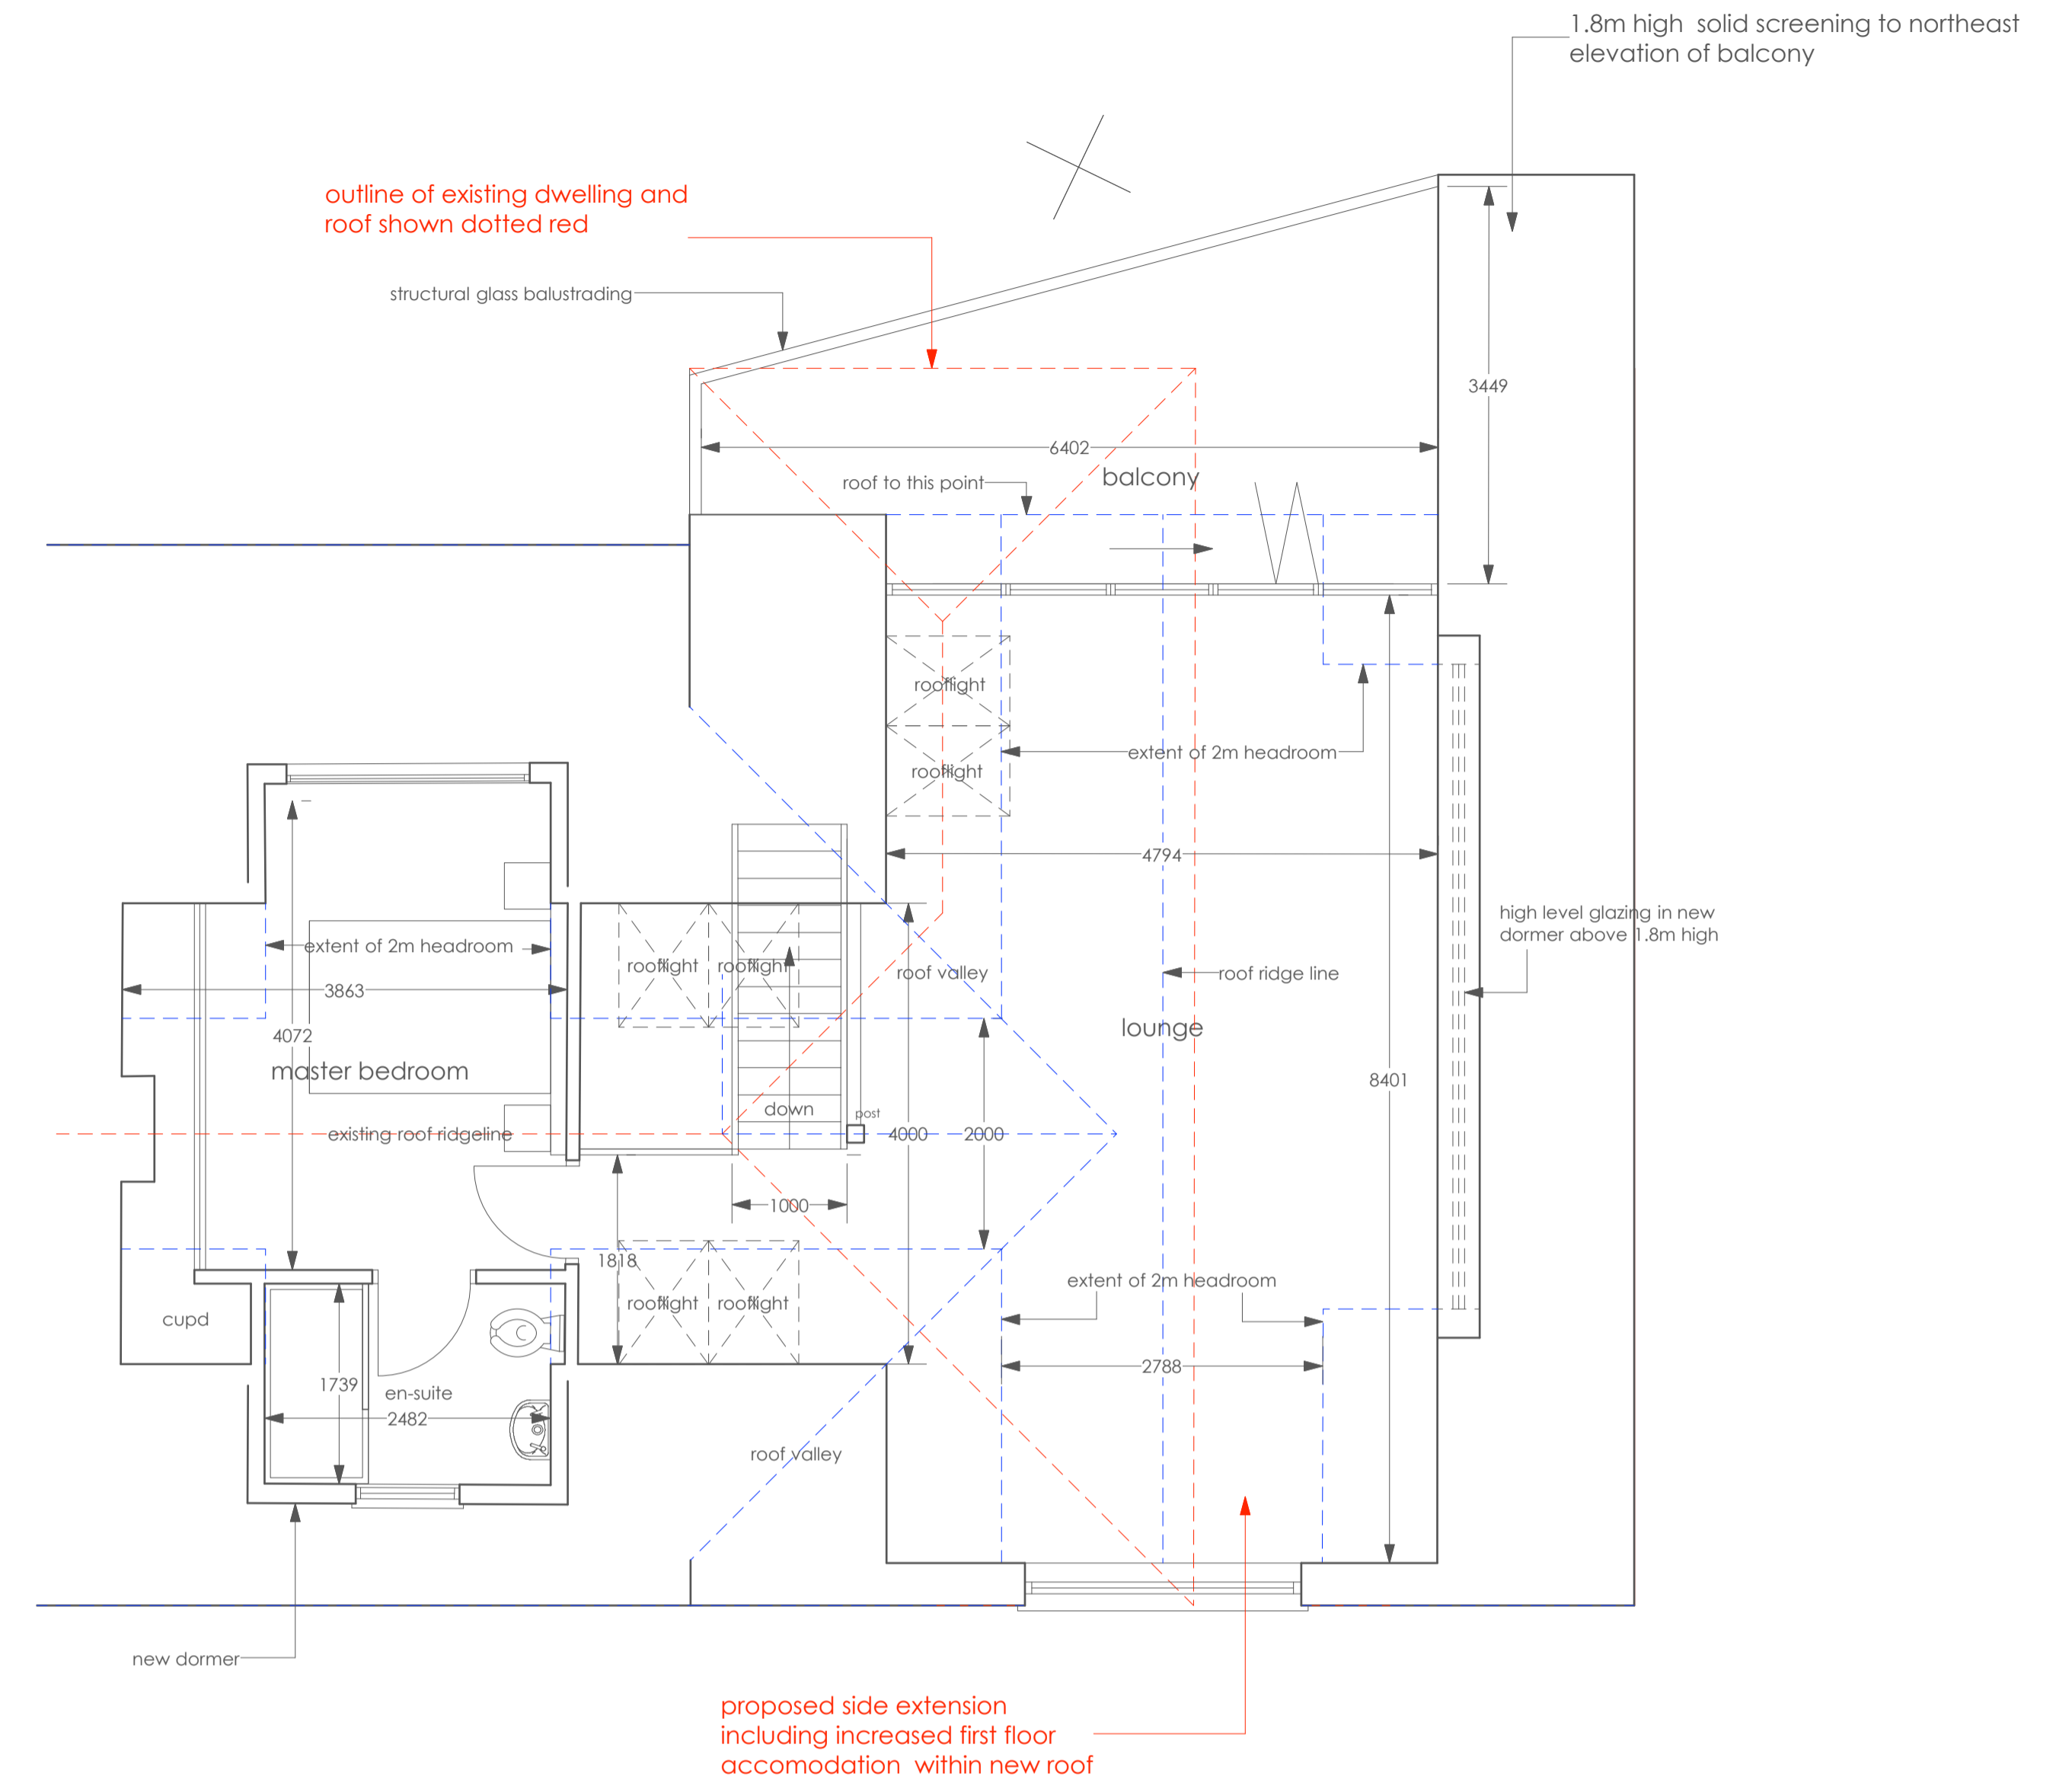 1.8m high solid screening to northeast
elevation of balcony
outline of existing dwelling and
roof shown dotted red
structural glass balustrading
3449
6402
balcony
roof to this point
rooflight
extent of 2m headroom
rooflight
4794
high level glazing in new
dormer above 1.8m high
extent of 2m headroom
rooflight
rooflight
roof valley
roof ridge line
3863
lounge
4072
master bedroom
8401
down
post
existing roof ridgeline
4000
2000
1000
1818
extent of 2m headroom
rooflight
rooflight
cupd
2788
1739
en-suite
2482
roof valley
new dormer
proposed side extension
including increased first floor
accomodation within new roof